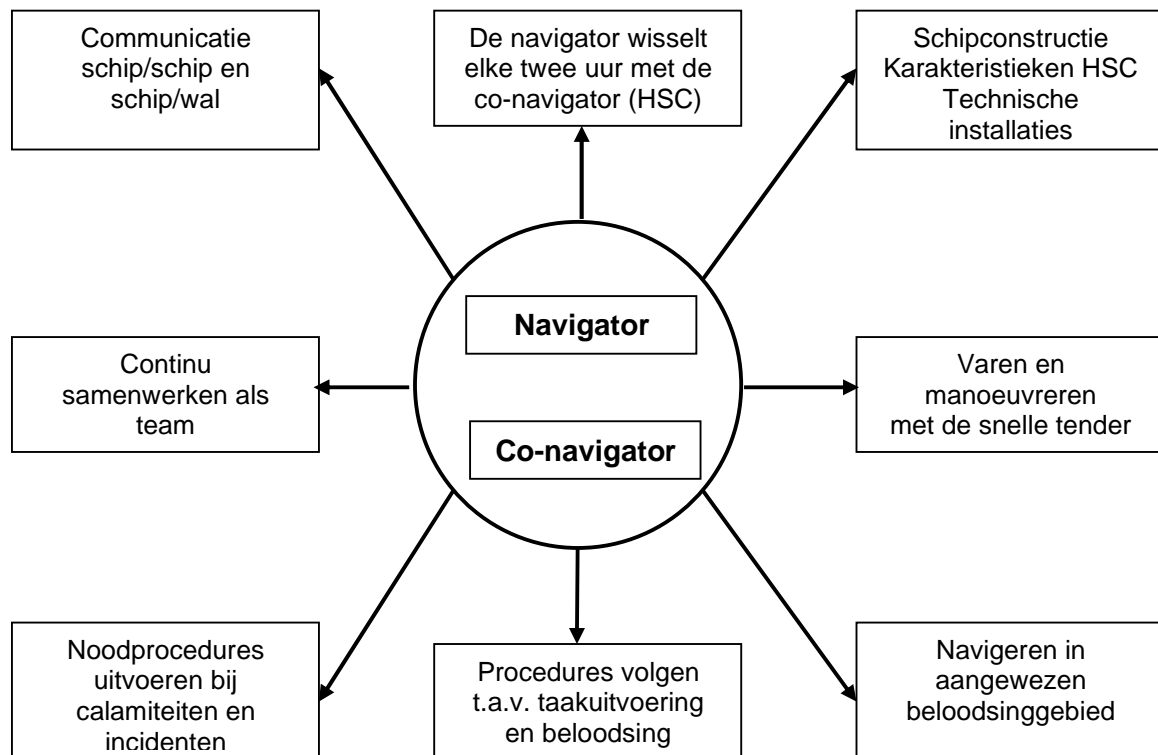 Communicatie
schip/schip en
schip/wal
De navigator wisselt
elke twee uur met de
co-navigator (HSC)
Schipconstructie
Karakteristieken HSC
Technische
installaties
Navigator
Continu
samenwerken als
team
Varen en
manoeuvreren
met de snelle tender
Co-navigator
Noodprocedures
uitvoeren bij
calamiteiten en
incidenten
Procedures volgen
t.a.v. taakuitvoering
en beloodsing
Navigeren in
aangewezen
beloodsinggebied